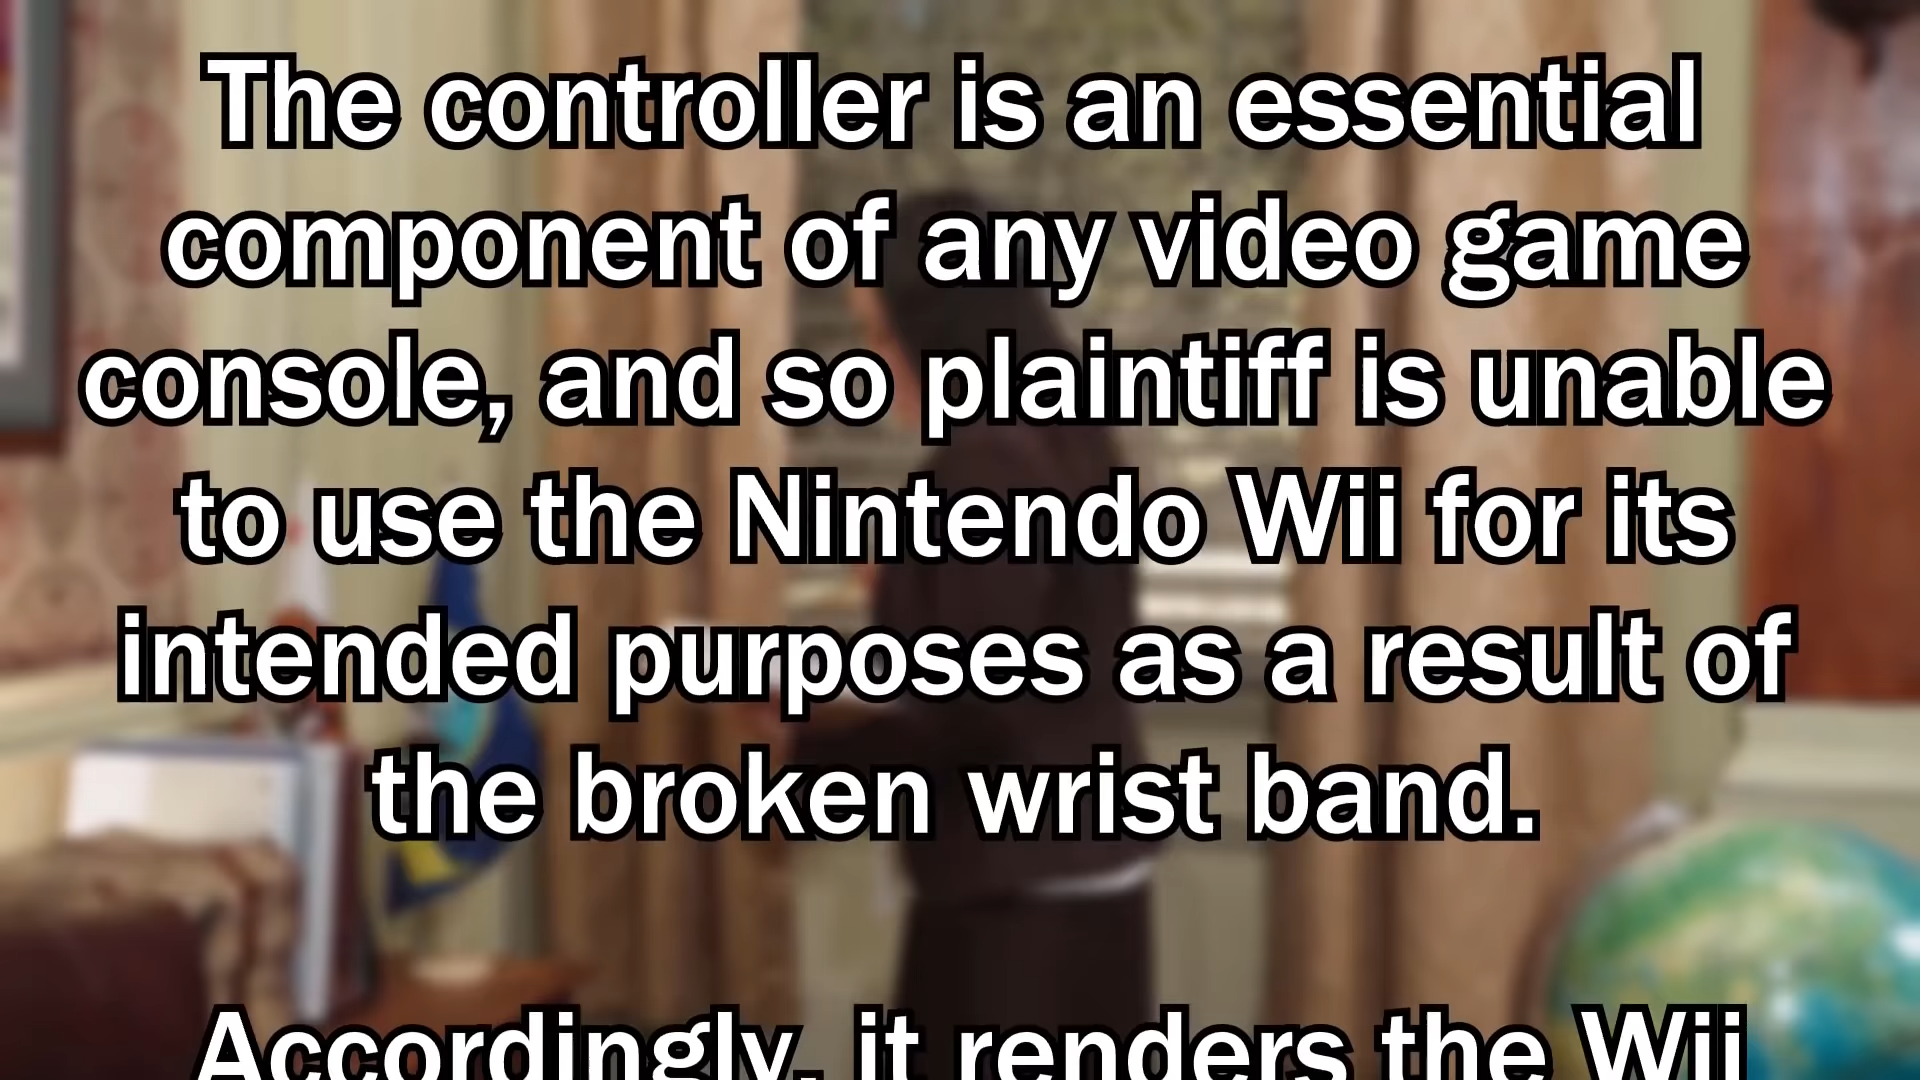 The controller is an essential
component of any video game
console, and so plaintiff is unable
to use the Nintendo Wii for its
intended purposes as a result of
the broken wrist band.
Accordingly, it renders the Wii